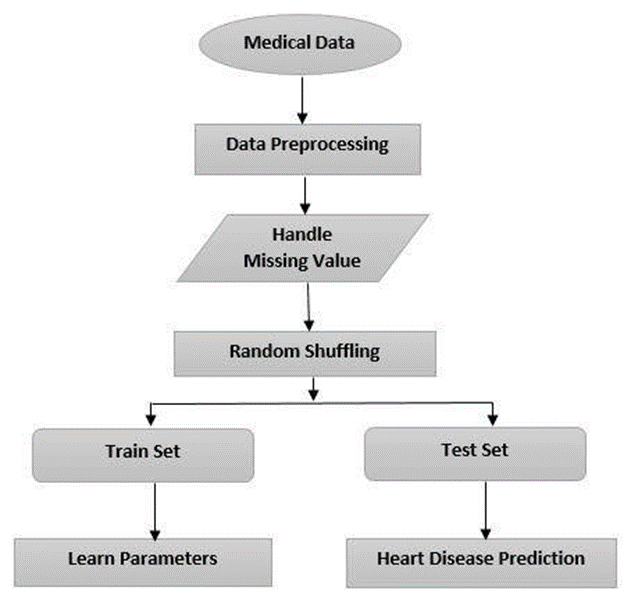 Medical Data
Data Preprocessing
Handle
Missing Value
Random Shuffling
Train Set
Test Set
Learn Parameters
Heart Disease Prediction